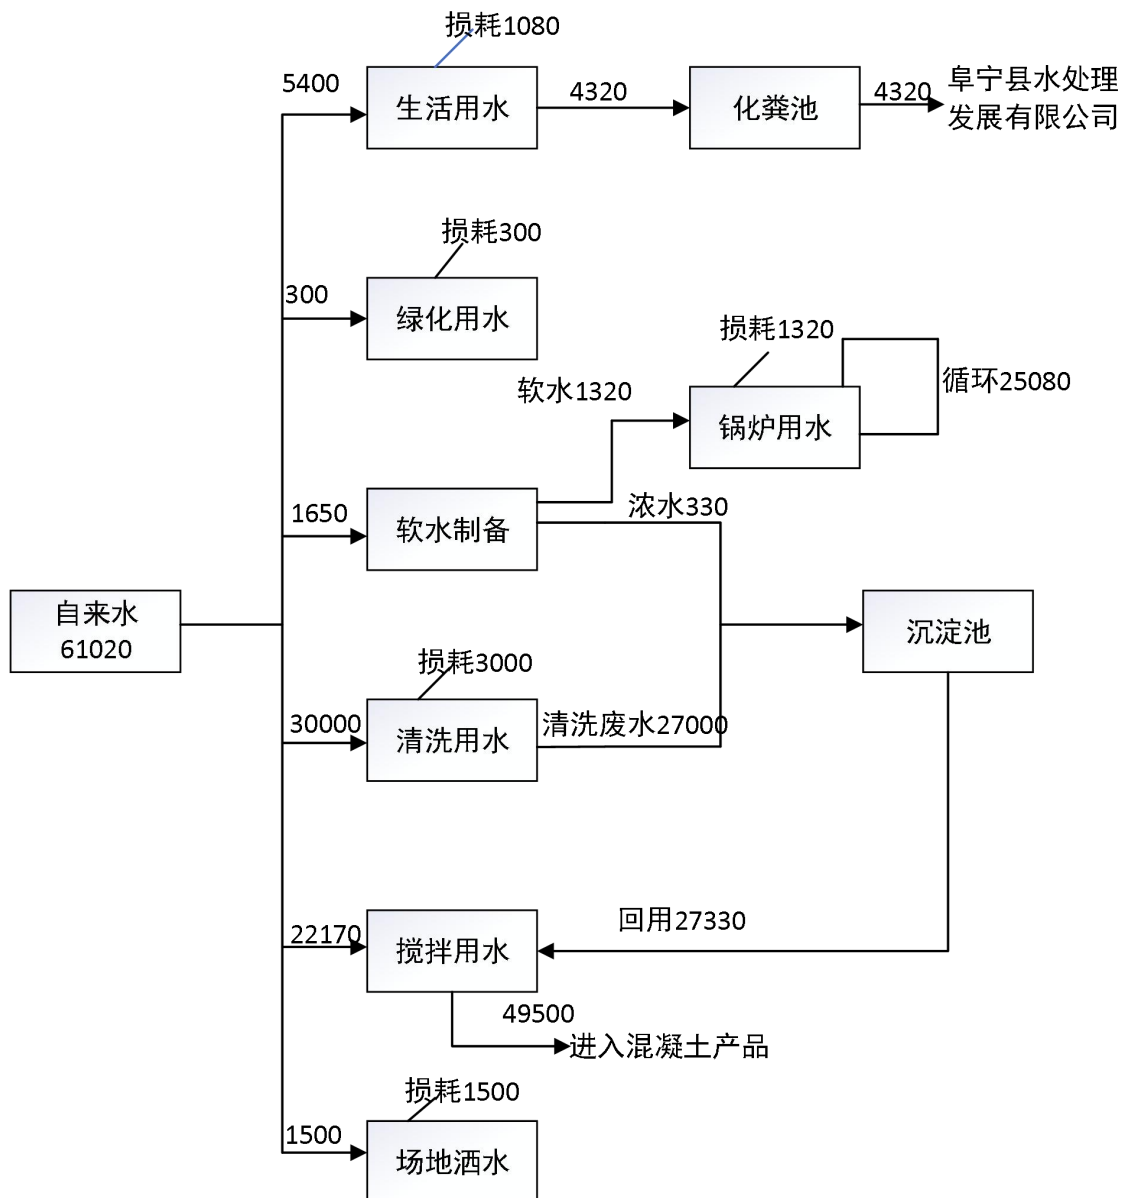 损耗1080
5400
生活用水
4320
化粪池
4320
阜宁县水处理
发展有限公司
损耗300
300
绿化用水
损耗1320
循环25080
软水1320
锅炉用水
浓水330
1650
软水制备
自来水
61020
沉淀池
损耗3000
30000
清洗用水
清洗废水27000
22170
搅拌用水
回用27330
49500
进入混凝土产品
损耗1500
1500
场地洒水